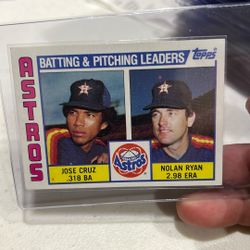 BATTING & PITCHING LEADERS
Topps
ASTROS
JOSE CRUZ
.318 BA
Astros
NOLAN RYAN
2.98 ERA